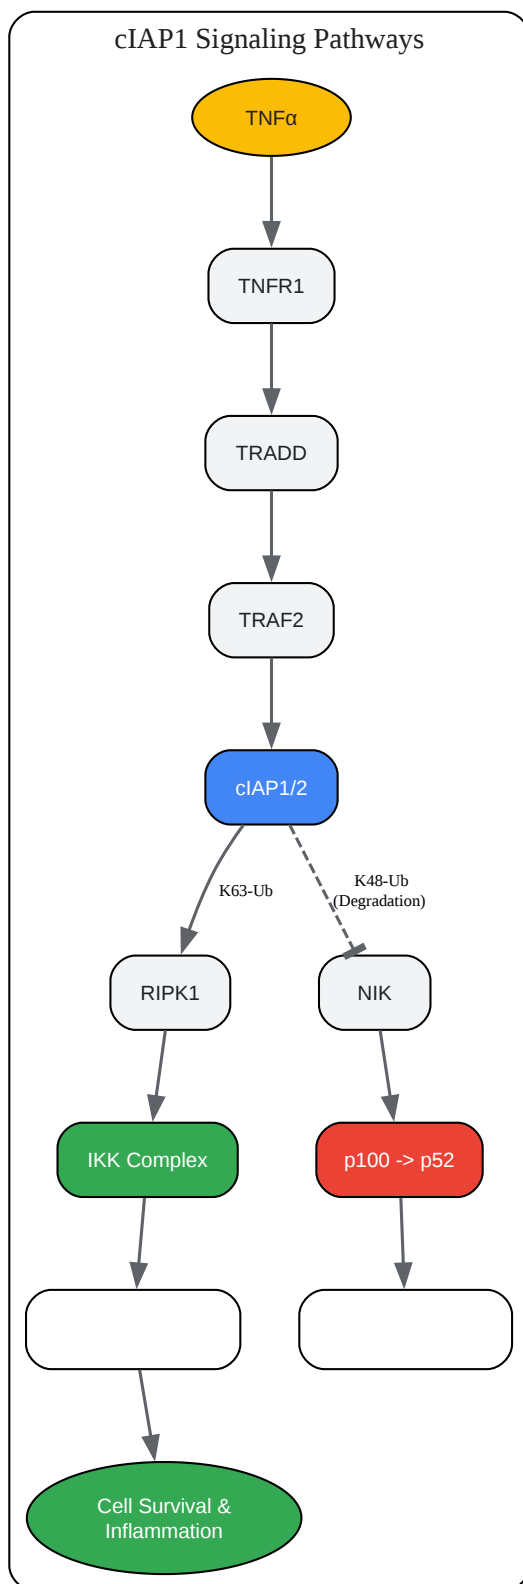 cIAP1 Signaling Pathways
TNFα
TNFR1
TRADD
TRAF2
cIAP1/2
K63-Ub
K48-Ub
(Degradation)
RIPK1
NIK
IKK Complex
p100 -> p52
Cell Survival &
Inflammation